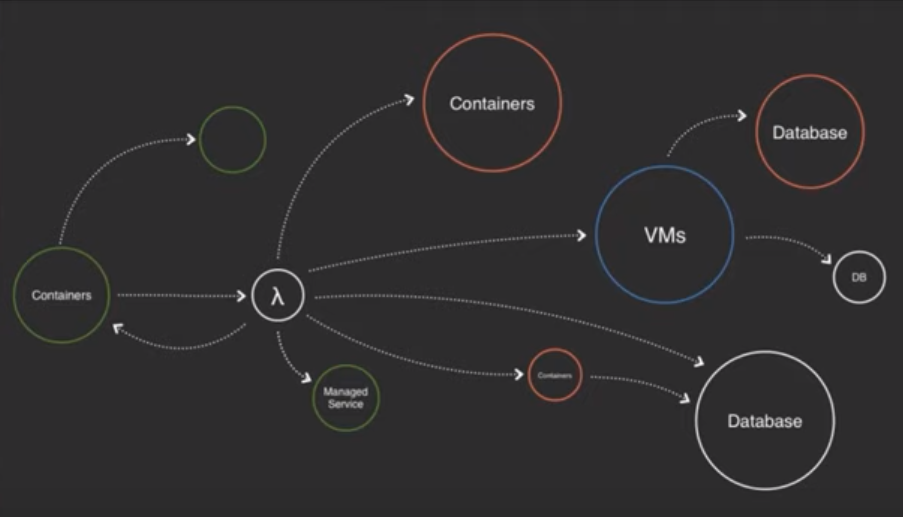 Containers
Database
VMs
DB
Containers
λ
Containers
Managed
Service
Database